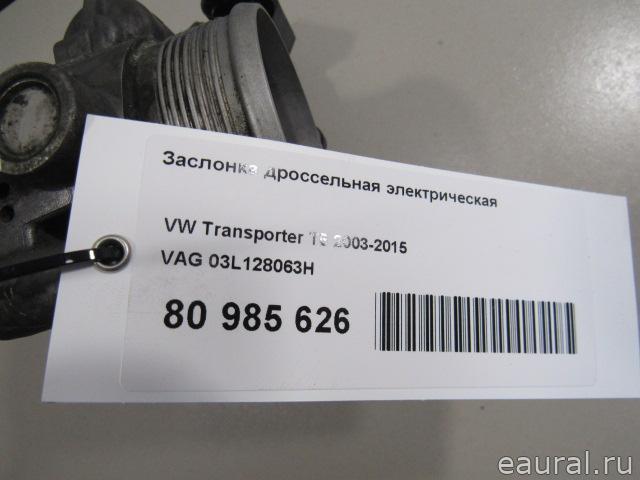 Заслонка дроссельная электрическая
VW Transporter T5 2003-2015
VAG 03L128063H
80 985 626
eaural.ru